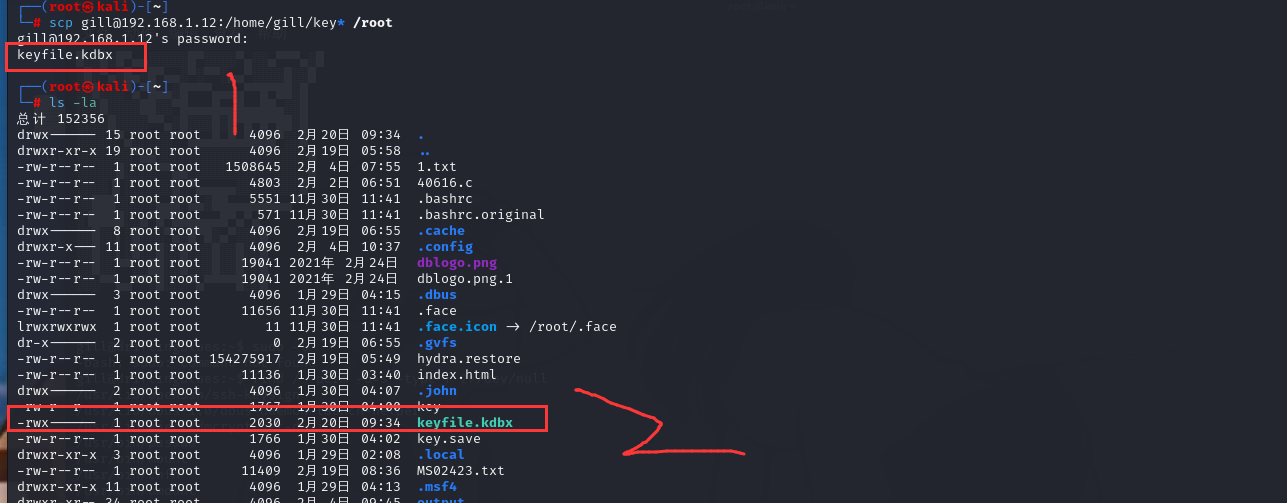 ┌──(root㉿kali)-[~]
└─# scp gill@192.168.1.12:/home/gill/key* /root
gill@192.168.1.12's password:
keyfile.kdbx
┌──(root㉿kali)-[~]
└─# ls -la
总计 152356
drwx------ 15 root root 4096 2月20日 09:34 .
drwxr-xr-x 19 root root 4096 2月19日 05:58 ..
-rw-r--r-- 1 root root 1508645 2月 4日 07:55 1.txt
-rw-r--r-- 1 root root 4803 2月 2日 06:51 40616.c
-rw-r--r-- 1 root root 5551 11月30日 11:41 .bashrc
-rw-r--r-- 1 root root 571 11月30日 11:41 .bashrc.original
drwx------ 8 root root 4096 2月19日 06:55 .cache
drwxr-x--- 11 root root 4096 2月 4日 10:37 .config
-rw-r--r-- 1 root root 19041 2021年 2月24日 dblogo.png
-rw-r--r-- 1 root root 19041 2021年 2月24日 dblogo.png.1
drwx------ 3 root root 4096 1月29日 04:15 .dbus
-rw-r--r-- 1 root root 11656 11月30日 11:41 .face
lrwxrwxrwx 1 root root 11 11月30日 11:41 .face.icon -> /root/.face
dr-x------ 2 root root 0 2月19日 06:55 .gvfs
-rw-r--r-- 1 root root 154275917 2月19日 05:49 hydra.restore
-rw-r--r-- 1 root root 11136 1月30日 03:40 index.html
drwx------ 2 root root 4096 1月30日 04:07 .john
-rw-r--r-- 1 root root 1767 1月30日 04:00 key
-rwx------ 1 root root 2030 2月20日 09:34 keyfile.kdbx
-rw-r--r-- 1 root root 1766 1月30日 04:02 key.save
drwxr-xr-x 3 root root 4096 1月29日 02:08 .local
-rw-r--r-- 1 root root 11409 2月19日 08:36 MS02423.txt
drwxr-xr-x 11 root root 4096 1月29日 04:13 .msf4
drwxr-xr-x 34 root root 4096 2月 4日 09:45 output